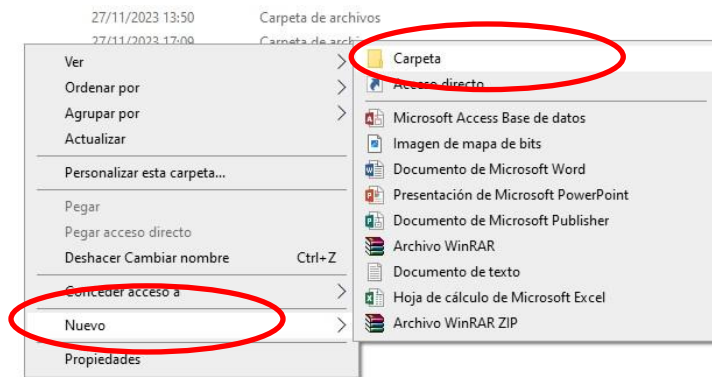 27/11/2023 13:50 Carpeta de archivos
27/11/2023 17:09 Carpeta de archi
Ver
Ordenar por
Agrupar por
Actualizar
Personalizar esta carpeta...
Pegar
Pegar acceso directo
Deshacer Cambiar nombre Ctrl+Z
Conceder acceso a
Nuevo
Propiedades
Carpeta
Acceso directo
Microsoft Access Base de datos
Imagen de mapa de bits
Documento de Microsoft Word
Presentación de Microsoft PowerPoint
Documento de Microsoft Publisher
Archivo WinRAR
Documento de texto
Hoja de cálculo de Microsoft Excel
Archivo WinRAR ZIP